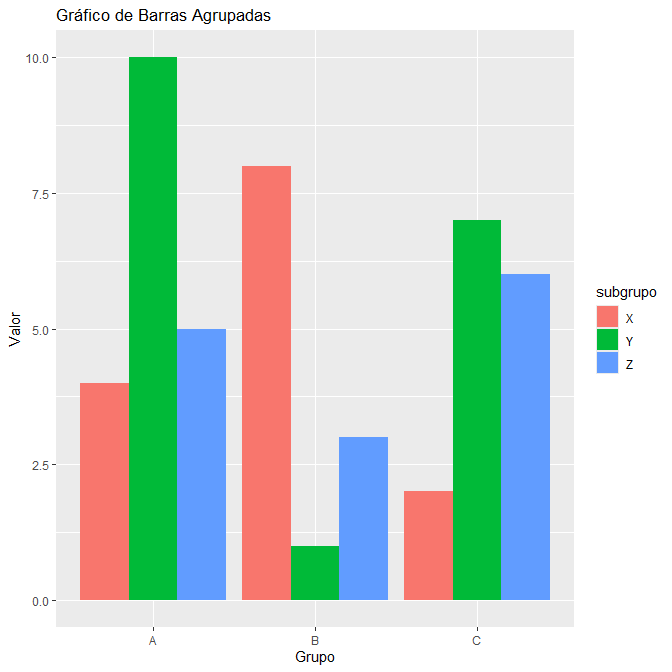 Gráfico de Barras Agrupadas
10.0
7.5
5.0
2.5
0.0
Valor
A
B
C
Grupo
subgrupo
X
Y
Z